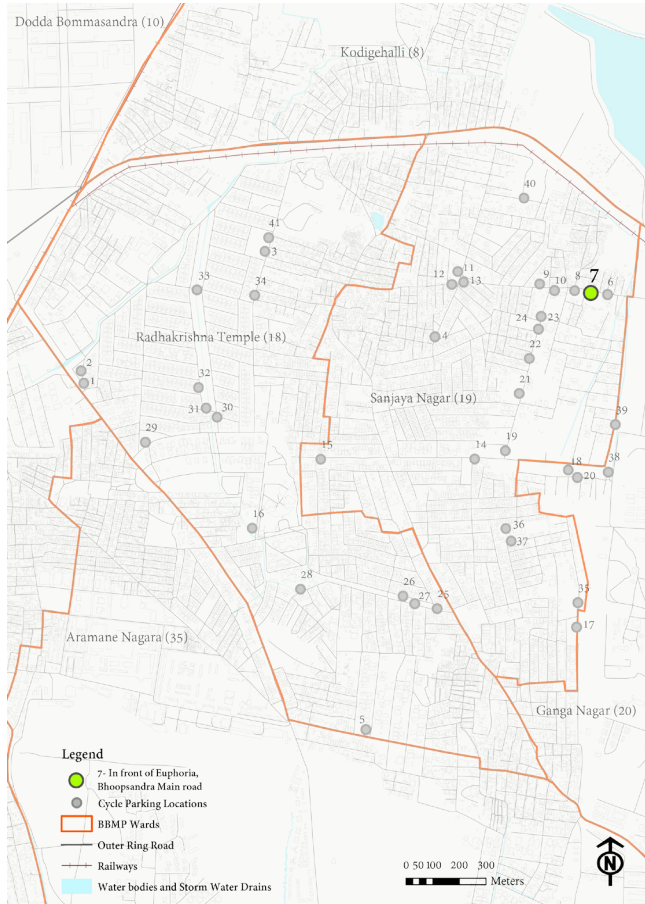 Dodda Bommasandra (10)
Kodigehalli (8)
40
41
3
11
12
13
9
10
8
7
6
33
34
24
23
Radhakrishna Temple (18)
4
22
2
1
32
21
Sanjaya Nagar (19)
31
30
39
29
19
15
14
18
38
20
16
36
37
28
26
27
25
35
17
Aramane Nagara (35)
Ganga Nagar (20)
5
Legend
7- In front of Euphoria,
Bhoopsandra Main road
Cycle Parking Locations
BBMP Wards
Outer Ring Road
Railways
Water bodies and Storm Water Drains
0 50 100 200 300
Meters
N